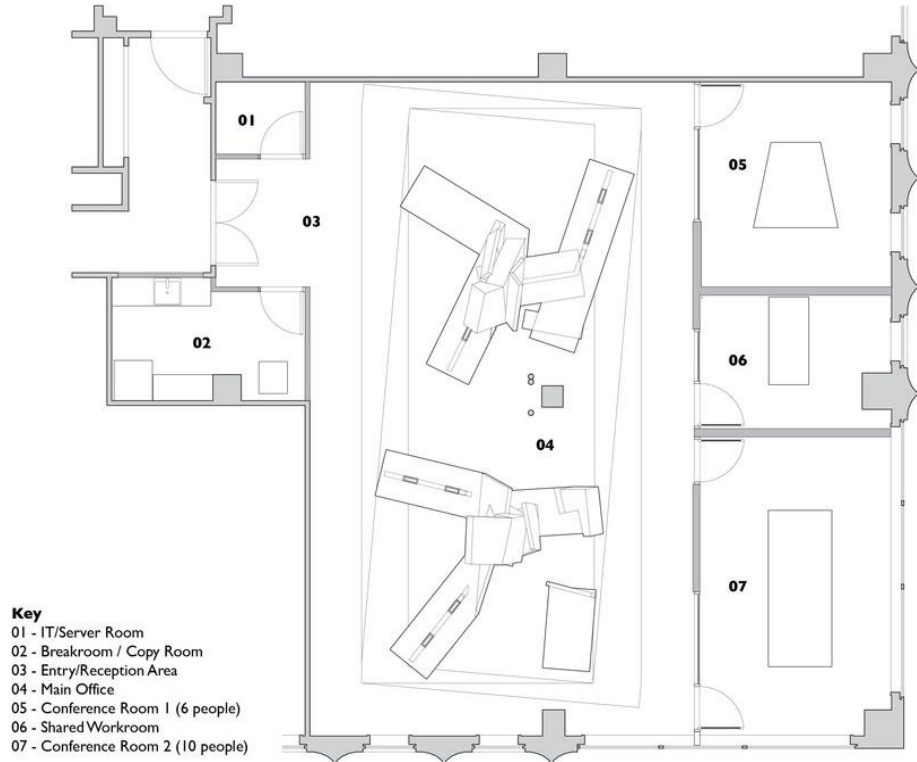 01
05
03
02
06
04
07
Key
01 - IT/Server Room
02 - Breakroom / Copy Room
03 - Entry/Reception Area
04 - Main Office
05 - Conference Room 1 (6 people)
06 - Shared Workroom
07 - Conference Room 2 (10 people)